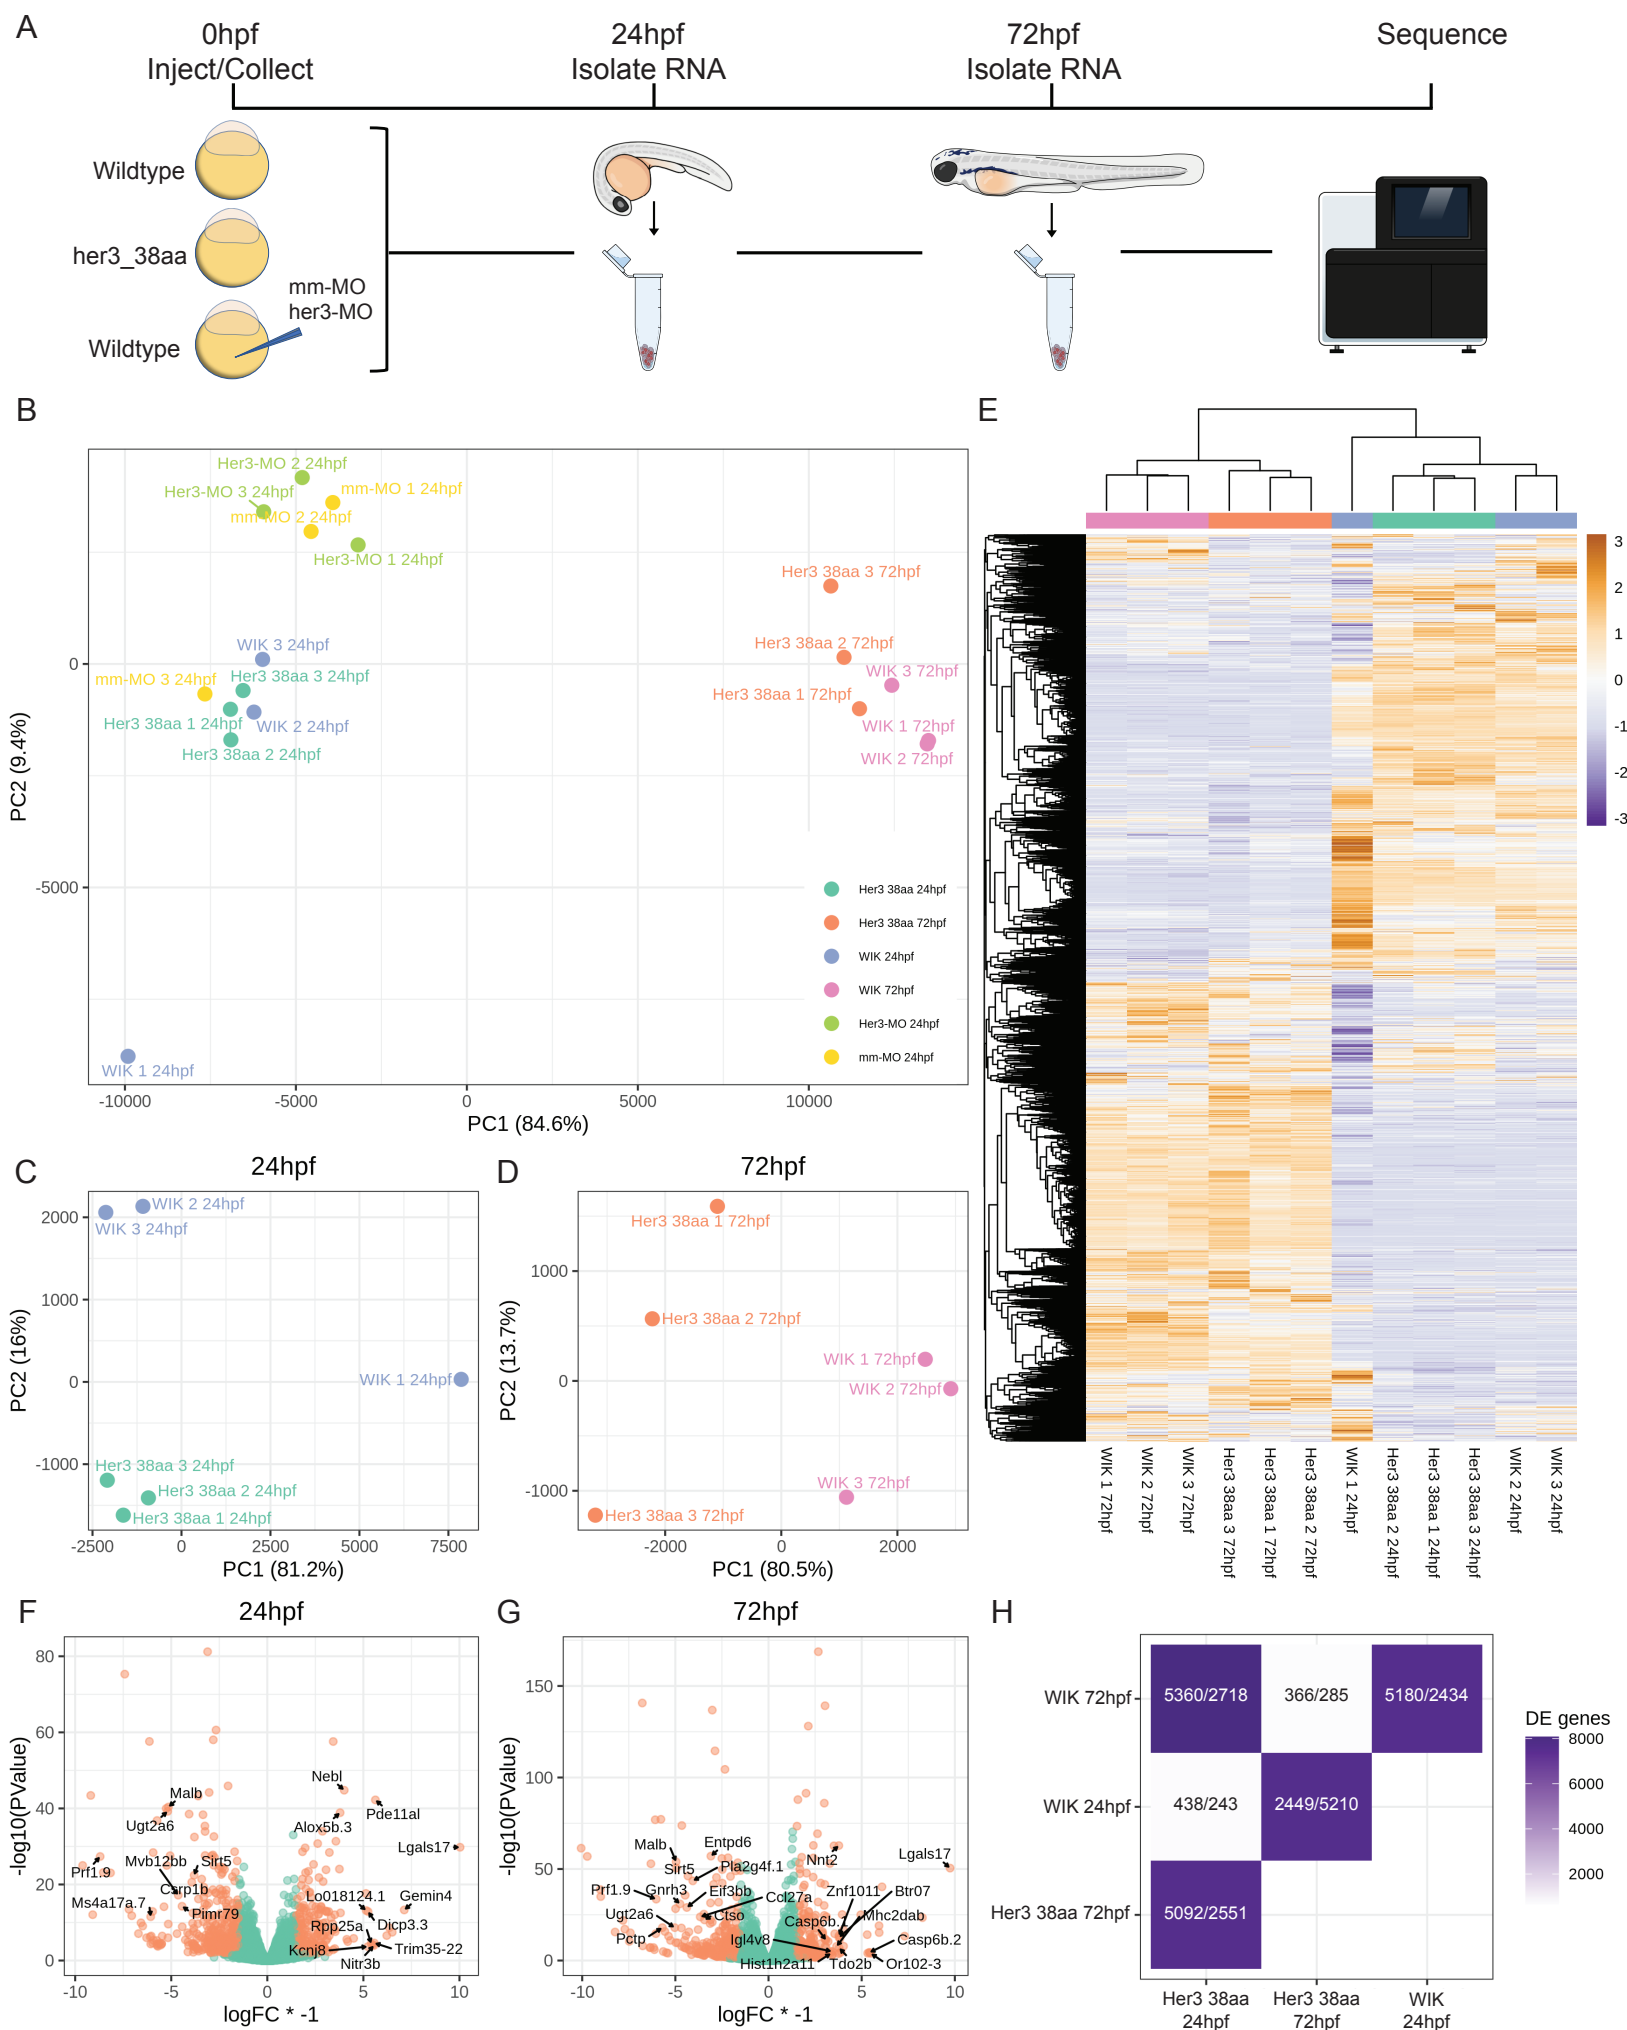 A
0hpf
Inject/Collect
24hpf
Isolate RNA
72hpf
Isolate RNA
Sequence
Wildtype
her3_38aa
mm-MO
her3-MO
Wildtype
B
Her3-MO 2 24hpf
Her3-MO 3 24hpf
mm-MO 1 24hpf
mm-MO 2 24hpf
Her3-MO 1 24hpf
Her3 38aa 3 72hpf
WIK 3 24hpf
Her3 38aa 2 72hpf
mm-MO 3 24hpf
Her3 38aa 3 24hpf
WIK 3 72hpf
Her3 38aa 1 72hpf
Her3 38aa 1 24hpf
WIK 2 24hpf
WIK 1 72hpf
Her3 38aa 2 24hpf
WIK 2 72hpf
WIK 1 24hpf
0
-5000
PC2 (9.4%)
Her3 38aa 24hpf
Her3 38aa 72hpf
WIK 24hpf
WIK 72hpf
Her3-MO 24hpf
mm-MO 24hpf
-10000
-5000
0
5000
10000
PC1 (84.6%)
C
24hpf
WIK 2 24hpf
WIK 3 24hpf
WIK 1 24hpf
Her3 38aa 3 24hpf
Her3 38aa 2 24hpf
Her3 38aa 1 24hpf
2000
1000
0
-1000
PC2 (16%)
-2500
0
2500
5000
7500
PC1 (81.2%)
D
72hpf
Her3 38aa 1 72hpf
Her3 38aa 2 72hpf
WIK 1 72hpf
WIK 2 72hpf
WIK 3 72hpf
Her3 38aa 3 72hpf
1000
0
-1000
PC2 (13.7%)
-2000
0
2000
PC1 (80.5%)
E
3
2
1
0
-1
-2
-3
WIK 1 72hpf
WIK 2 72hpf
WIK 3 72hpf
Her3 38aa 3 72hpf
Her3 38aa 1 72hpf
Her3 38aa 2 72hpf
WIK 1 24hpf
Her3 38aa 2 24hpf
Her3 38aa 1 24hpf
Her3 38aa 3 24hpf
WIK 2 24hpf
WIK 3 24hpf
F
24hpf
80
60
40
20
0
-log10(PValue)
Nebl
Malb
Pde11al
Ugt2a6
Alox5b.3
Lgals17
Mvb12bb
Sirt5
Prf1.9
Csrp1b
Lo018124.1
Gemin4
Ms4a17a.7
Pimr79
Rpp25a
Dicp3.3
Kcnj8
Trim35-22
Nitr3b
-10
-5
0
5
10
logFC * -1
G
72hpf
150
100
50
0
-log10(PValue)
Malb
Entpd6
Nnt2
Lgals17
Sirt5
Pla2g4f.1
Prf1.9
Gnrh3
Eif3bb
Ccl27a
Znf1011
Btr07
Ugt2a6
Ctso
Casp6b.1
Mhc2dab
Pctp
Igl4v8
Casp6b.2
Hist1h2a11
Tdo2b
Or102-3
-10
-5
0
5
10
logFC * -1
H
WIK 72hpf
5360/2718
366/285
5180/2434
WIK 24hpf
438/243
2449/5210
Her3 38aa 72hpf
5092/2551
Her3 38aa
24hpf
Her3 38aa
72hpf
WIK
24hpf
DE genes
8000
6000
4000
2000